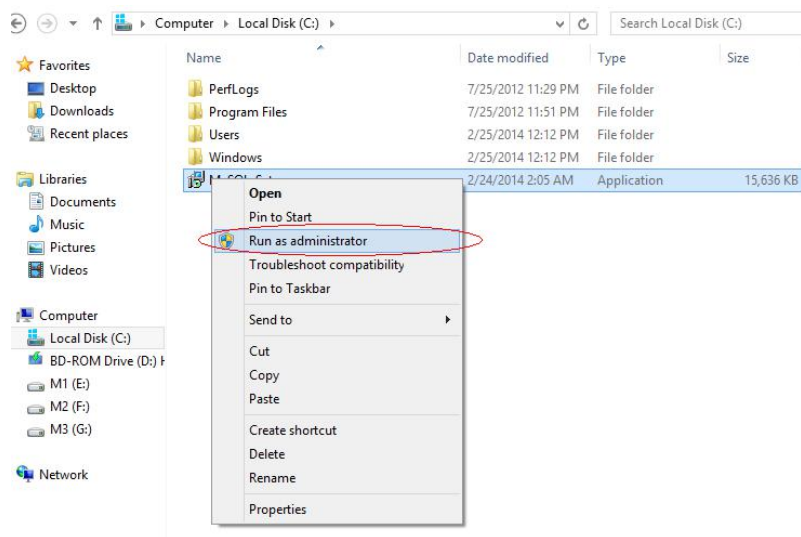 Computer Local Disk (C:)
Search Local Disk (C:)
Name Date modified Type Size
Favorites
Desktop
Downloads
Recent places
Libraries
Documents
Music
Pictures
Videos
Computer
Local Disk (C:)
BD-ROM Drive (D:) H
M1 (E:)
M2 (F:)
M3 (G:)
Network
PerfLogs 7/25/2012 11:29 PM File folder
Program Files 7/25/2012 11:51 PM File folder
Users 2/25/2014 12:12 PM File folder
Windows 2/25/2014 12:12 PM File folder
2/24/2014 2:05 AM Application 15,636 KB
Open
Pin to Start
Run as administrator
Troubleshoot compatibility
Pin to Taskbar
Send to
Cut
Copy
Paste
Create shortcut
Delete
Rename
Properties